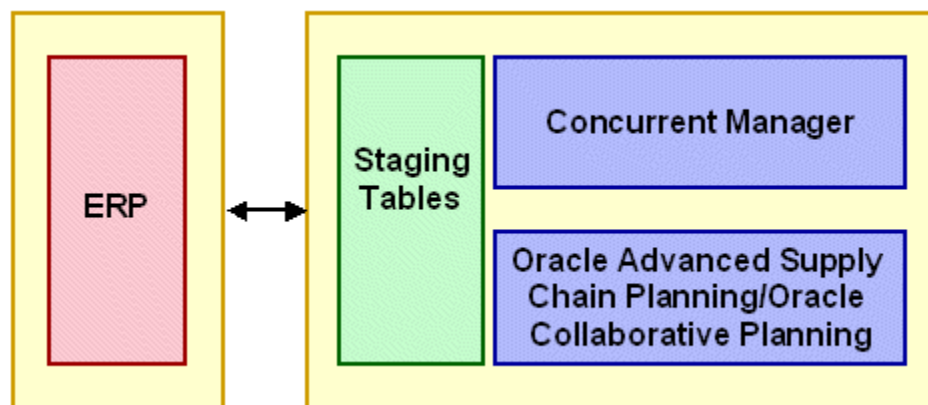 ERP
Staging
Tables
Concurrent Manager
Oracle Advanced Supply
Chain Planning/Oracle
Collaborative Planning